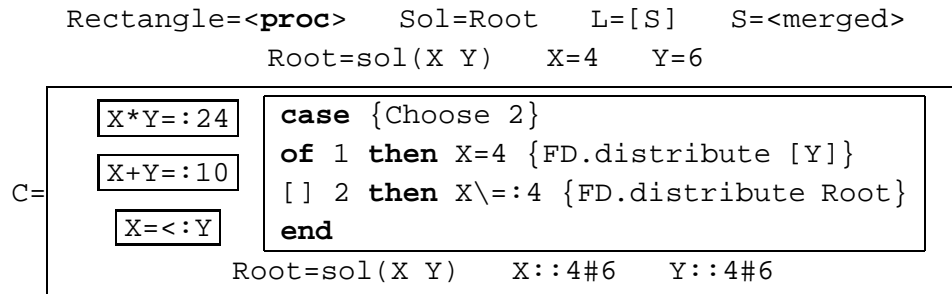 Rectangle=<proc> Sol=Root L=[S] S=<merged>
Root=sol(X Y) X=4 Y=6
X*Y=:24
X+Y=:10
X=<:Y
case {Choose 2}
of 1 then X=4 {FD.distribute [Y]}
[] 2 then X\=:4 {FD.distribute Root}
end
C=
Root=sol(X Y) X::4#6 Y::4#6